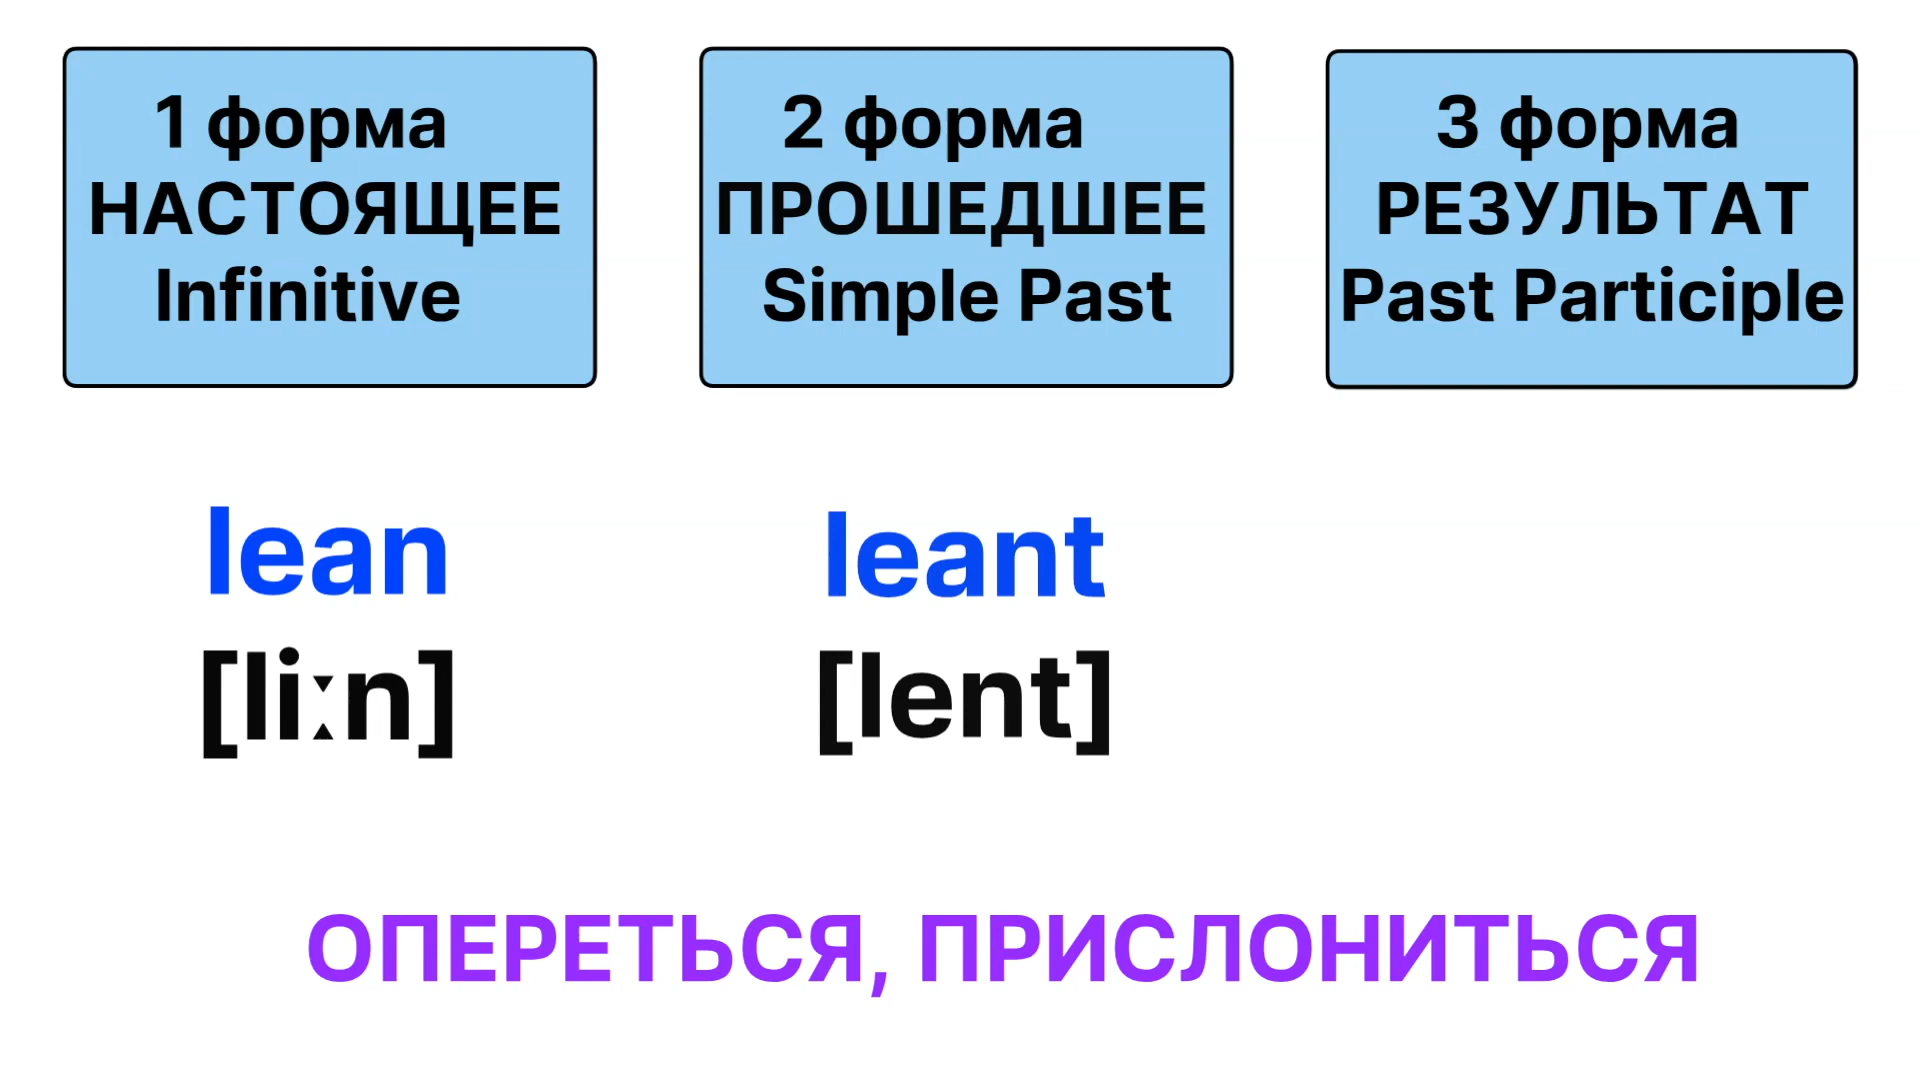 1 форма
НАСТОЯЩЕЕ
Infinitive
2 форма
ПРОШЕДШЕЕ
Simple Past
3 форма
РЕЗУЛЬТАТ
Past Participle
lean
[liːn]
leant
[lent]
ОПЕРЕТЬСЯ, ПРИСЛОНИТЬСЯ